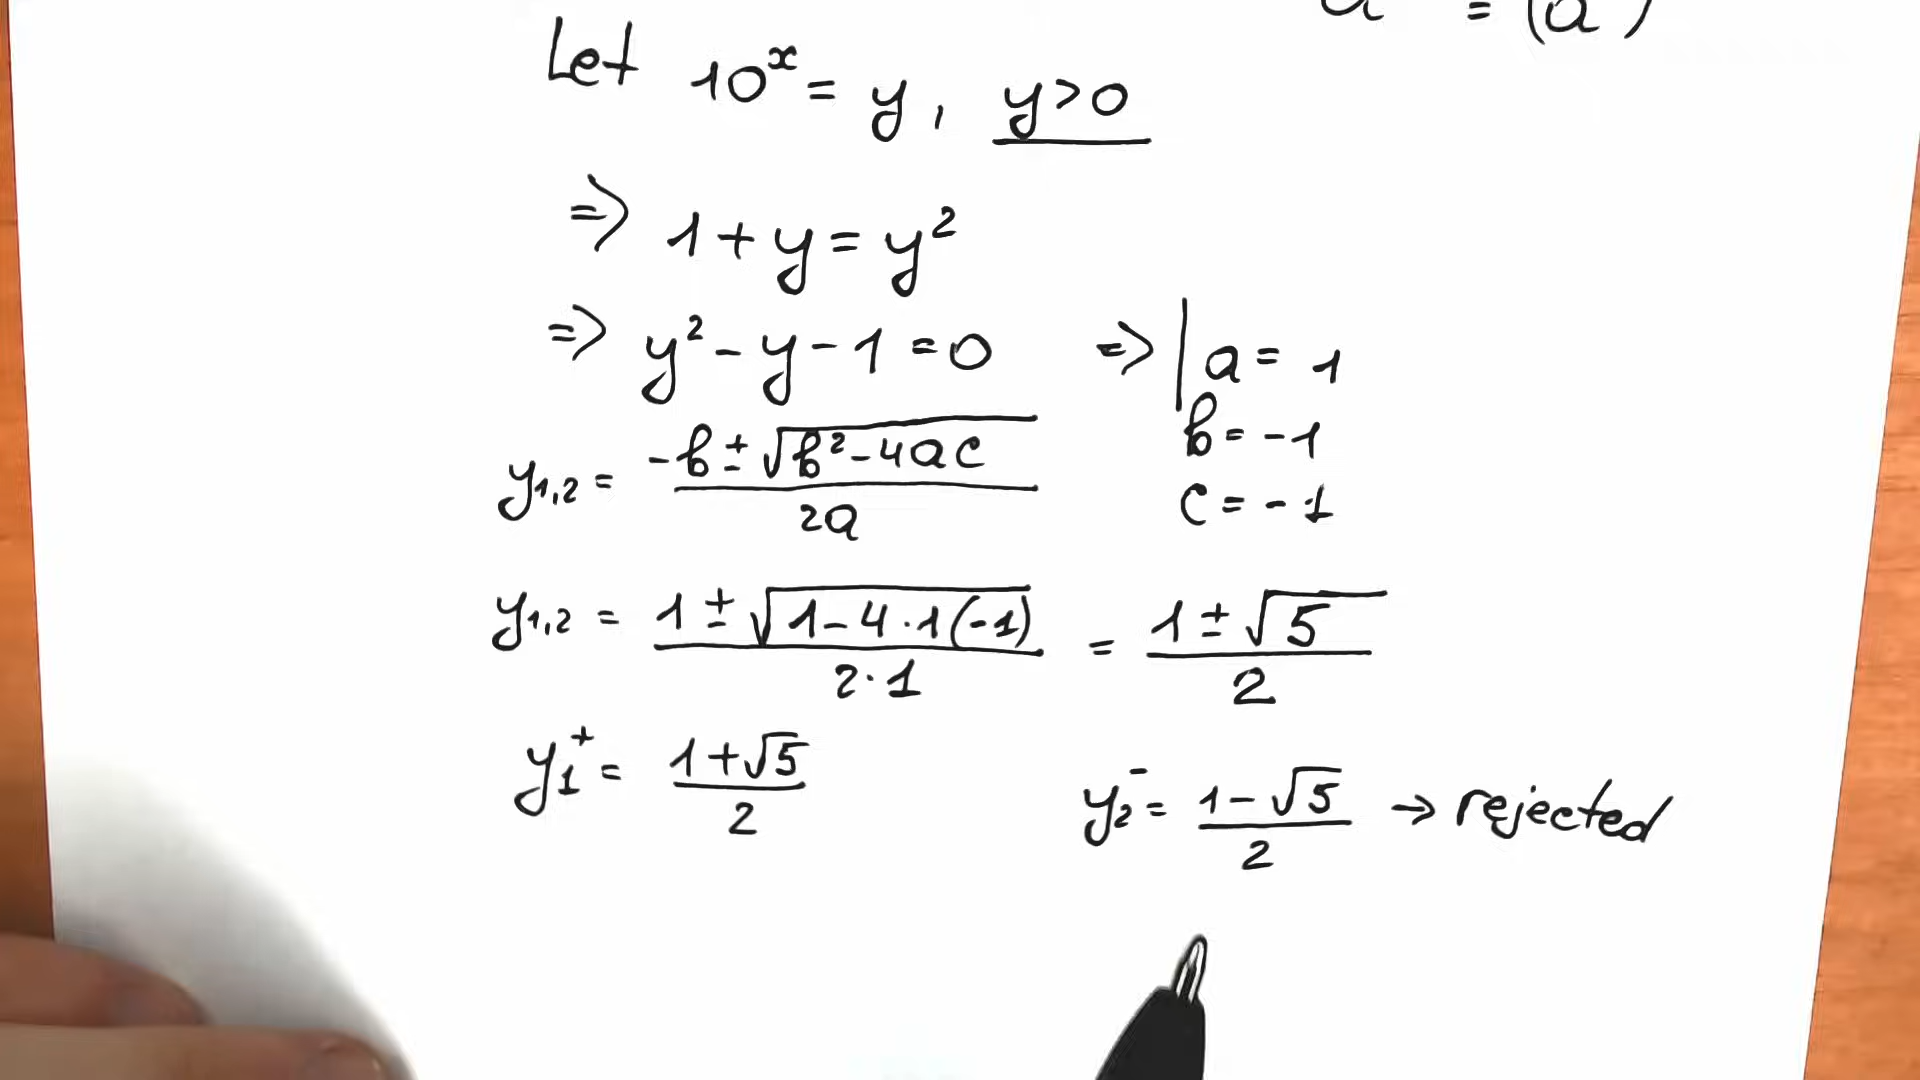 = (a )
Let 10ˣ = y, y>0
=> 1 + y = y²
=> y² - y - 1 = 0 => | a = 1
b = -1
y₁,₂ = (-b ± √(b² - 4ac)) / 2a
c = -1
y₁,₂ = (1 ± √(1 - 4 · 1(-1))) / (2 · 1) = (1 ± √5) / 2
y₁⁺ = (1 + √5) / 2
y₂⁻ = (1 - √5) / 2 → rejected